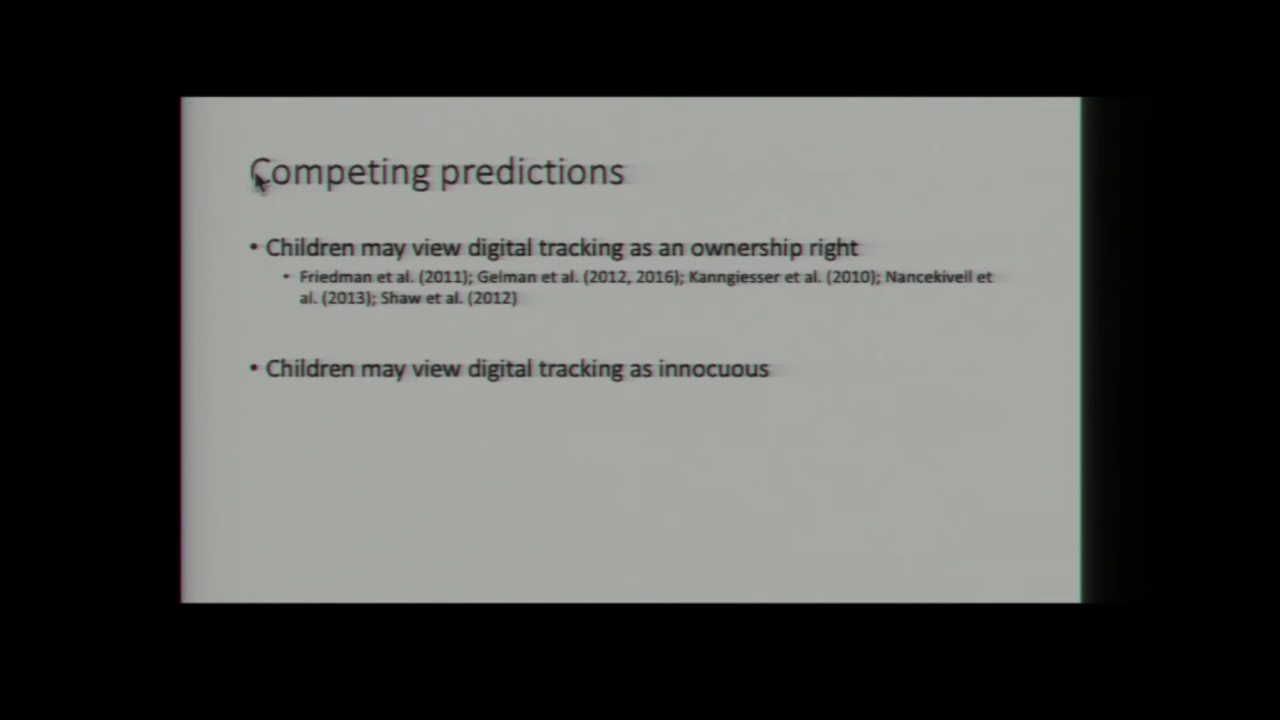 Competing predictions
• Children may view digital tracking as an ownership right
• Friedman et al. (2011); Gelman et al. (2012, 2016); Kanngiesser et al. (2010); Nancekivell et
al. (2013); Shaw et al. (2012)
• Children may view digital tracking as innocuous